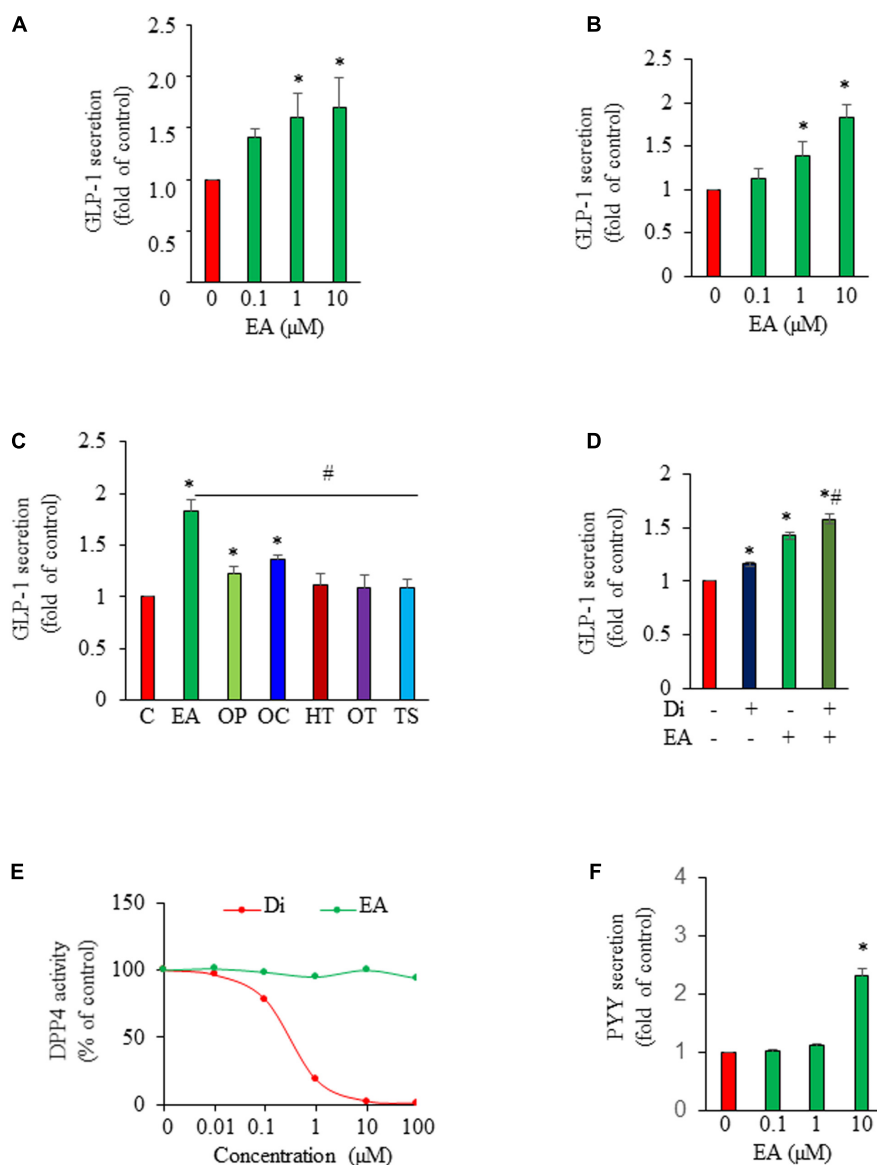 A
GLP-1 secretion
(fold of control)
2.5
2.0
1.5
1.0
0.5
0
*
*
0 0.1 1 10
EA (μM)
B
GLP-1 secretion
(fold of control)
2.5
2
1.5
1
0.5
0
*
*
0 0.1 1 10
EA (μM)
C
GLP-1 secretion
(fold of control)
2.5
2
1.5
1
0.5
0
#
*
*
*
C EA OP OC HT OT TS
D
GLP-1 secretion
(fold of control)
2
1.5
1
0.5
0
*
*
*#
Di - + - +
EA - - + +
E
DPP4 activity
(% of control)
150
100
50
0
Di EA
0 0.01 0.1 1 10 100
Concentration (μM)
F
PYY secretion
(fold of control)
4
3
2
1
0
*
0 0.1 1 10
EA (μM)